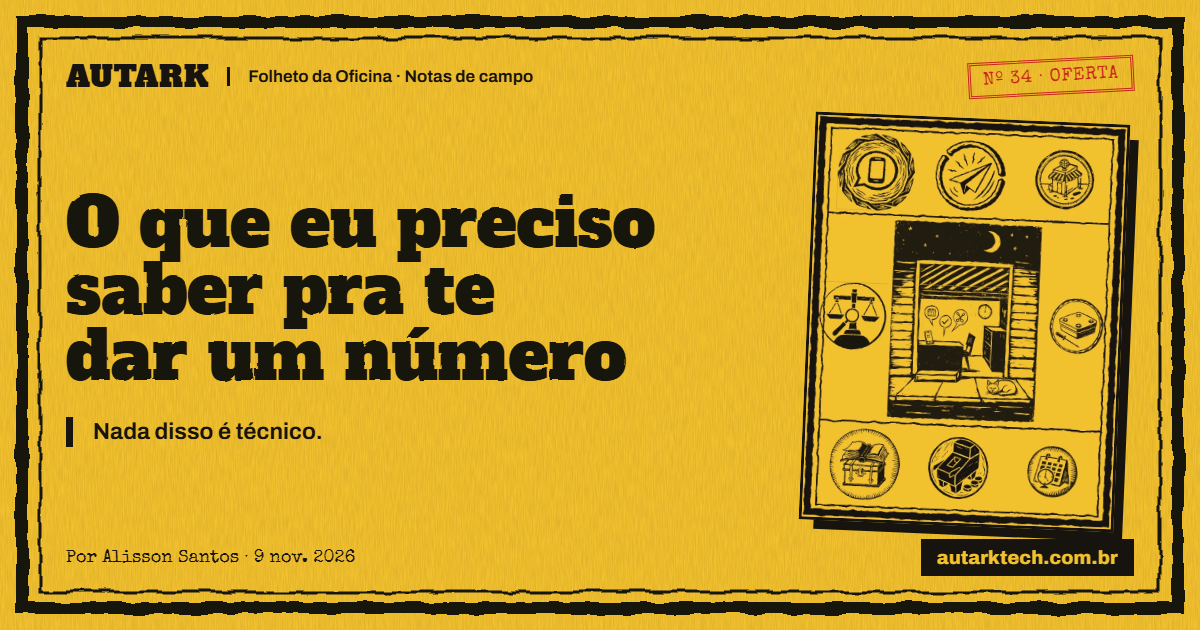 AUTARK
Folheto da Oficina · Notas de campo
Nº 34 · OFERTA
O que eu preciso
saber pra te
dar um número
Nada disso é técnico.
Por Alisson Santos · 9 nov. 2026
autarktech.com.br